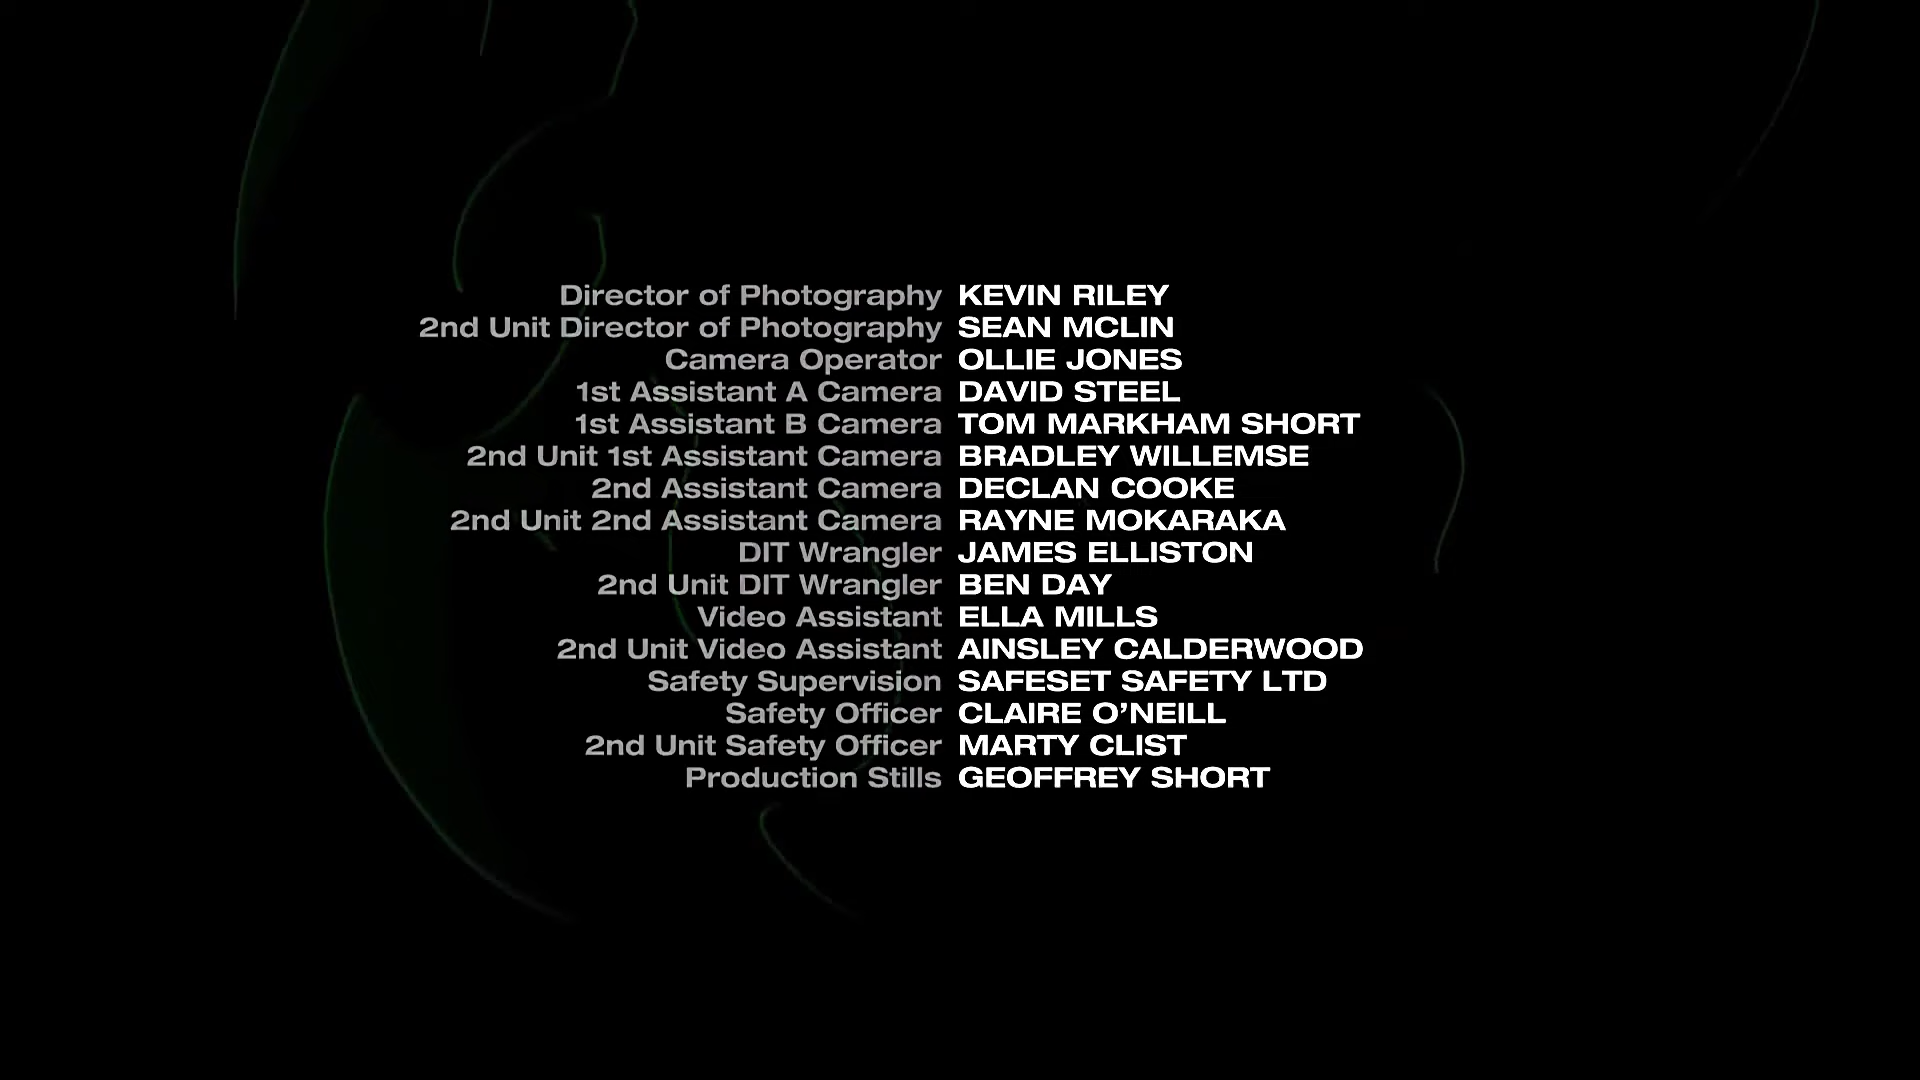 Director of Photography KEVIN RILEY
2nd Unit Director of Photography SEAN MCLIN
Camera Operator OLLIE JONES
1st Assistant A Camera DAVID STEEL
1st Assistant B Camera TOM MARKHAM SHORT
2nd Unit 1st Assistant Camera BRADLEY WILLEMSE
2nd Assistant Camera DECLAN COOKE
2nd Unit 2nd Assistant Camera RAYNE MOKARAKA
DIT Wrangler JAMES ELLISTON
2nd Unit DIT Wrangler BEN DAY
Video Assistant ELLA MILLS
2nd Unit Video Assistant AINSLEY CALDERWOOD
Safety Supervision SAFESET SAFETY LTD
Safety Officer CLAIRE O’NEILL
2nd Unit Safety Officer MARTY CLIST
Production Stills GEOFFREY SHORT